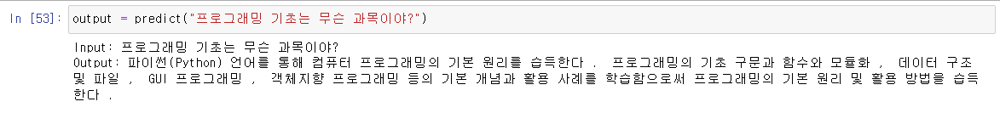 In [53]: output = predict("프로그래밍 기초는 무슨 과목이야?")
Input: 프로그래밍 기초는 무슨 과목이야?
Output: 파이썬(Python) 언어를 통해 컴퓨터 프로그래밍의 기본 원리를 습득한다 . 프로그래밍의 기초 구문과 함수와 모듈화 , 데이터 구조
및 파일 , GUI 프로그래밍 , 객체지향 프로그래밍 등의 기본 개념과 활용 사례를 학습함으로써 프로그래밍의 기본 원리 및 활용 방법을 습득
한다 .